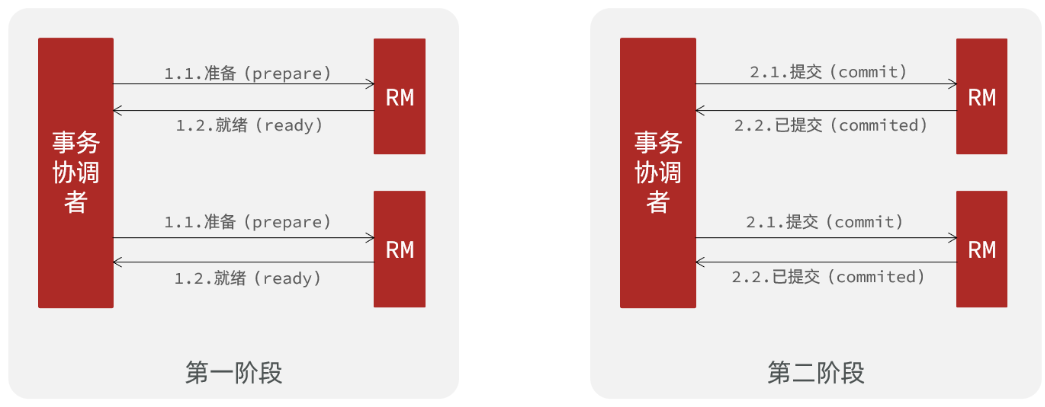 事务
协调
者
1.1.准备（prepare）
1.2.就绪（ready）
RM
1.1.准备（prepare）
1.2.就绪（ready）
RM
第一阶段
事务
协调
者
2.1.提交（commit）
2.2.已提交（commited）
RM
2.1.提交（commit）
2.2.已提交（commited）
RM
第二阶段